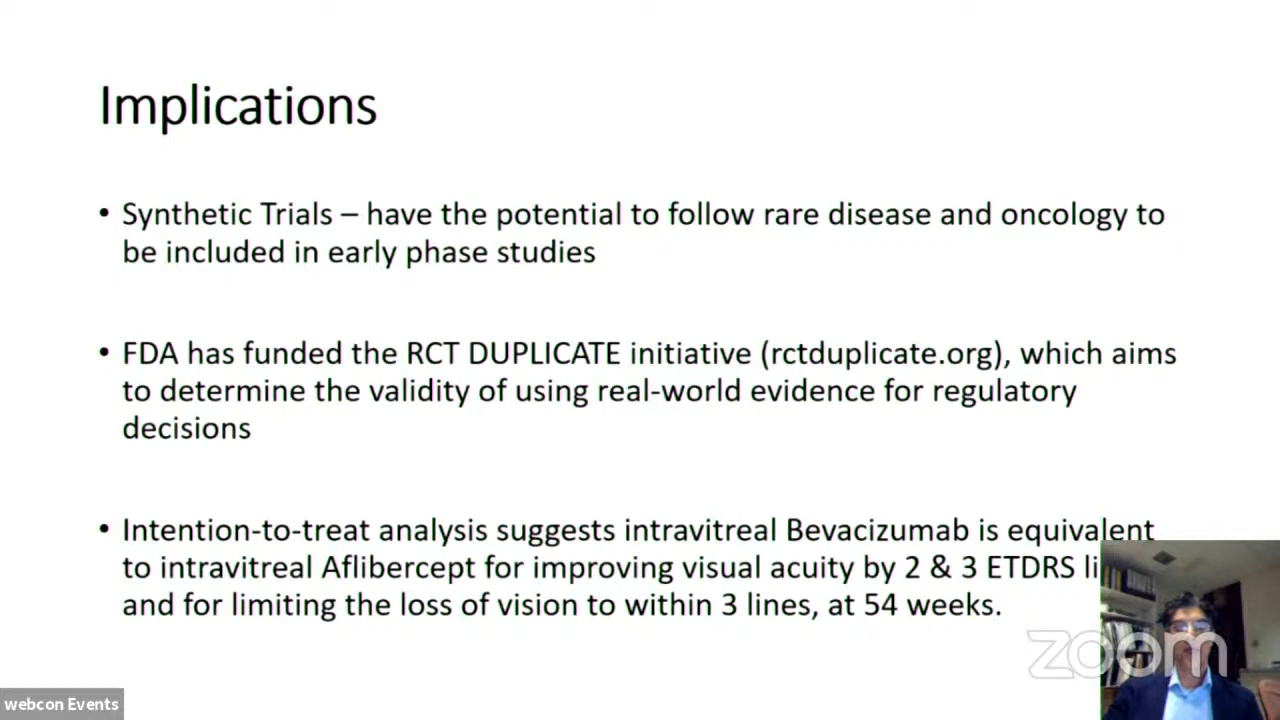 Implications
• Synthetic Trials – have the potential to follow rare disease and oncology to
be included in early phase studies
• FDA has funded the RCT DUPLICATE initiative (rctduplicate.org), which aims
to determine the validity of using real-world evidence for regulatory
decisions
• Intention-to-treat analysis suggests intravitreal Bevacizumab is equivalent
to intravitreal Aflibercept for improving visual acuity by 2 & 3 ETDRS
and for limiting the loss of vision to within 3 lines, at 54 weeks.
zoom
webcon Events